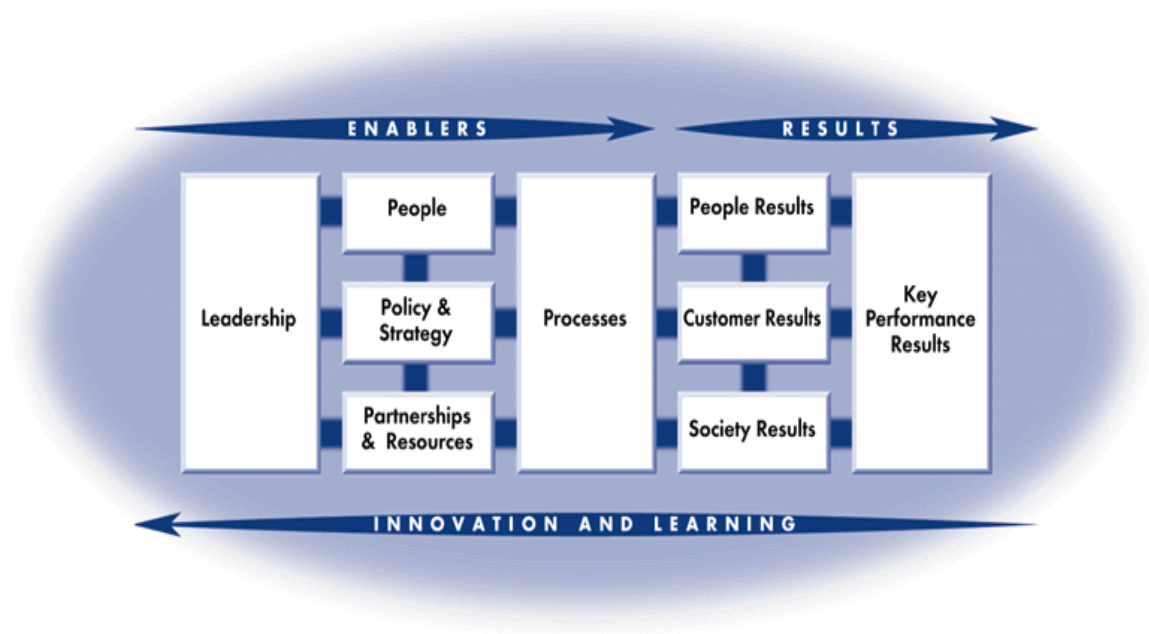 ENABLERS
RESULTS
Leadership
People
Policy &
Strategy
Partnerships
& Resources
Processes
People Results
Customer Results
Society Results
Key
Performance
Results
INNOVATION AND LEARNING